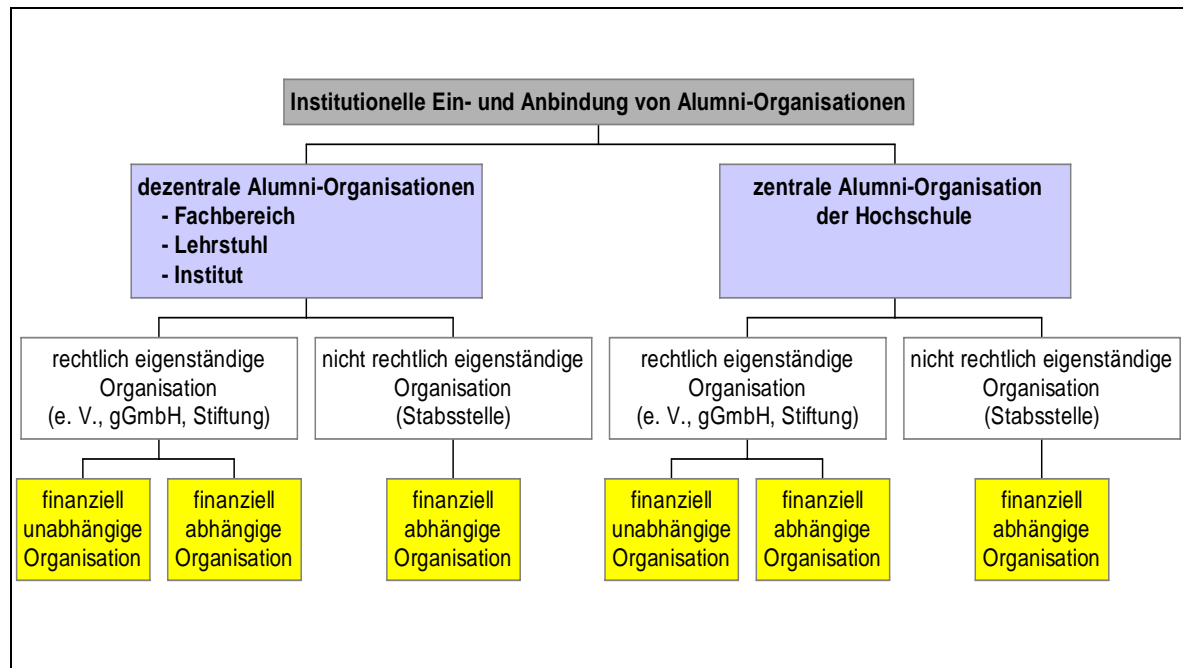 Institutionelle Ein- und Anbindung von Alumni-Organisationen
dezentrale Alumni-Organisationen
- Fachbereich
- Lehrstuhl
- Institut
zentrale Alumni-Organisation
der Hochschule
rechtlich eigenständige
Organisation
(e. V., gGmbH, Stiftung)
nicht rechtlich eigenständige
Organisation
(Stabsstelle)
rechtlich eigenständige
Organisation
(e. V., gGmbH, Stiftung)
nicht rechtlich eigenständige
Organisation
(Stabsstelle)
finanziell
unabhängige
Organisation
finanziell
abhängige
Organisation
finanziell
abhängige
Organisation
finanziell
unabhängige
Organisation
finanziell
abhängige
Organisation
finanziell
abhängige
Organisation